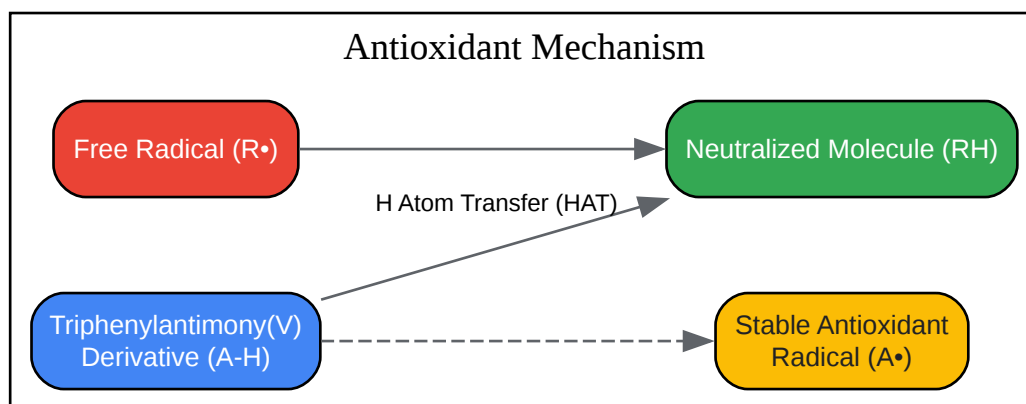 Antioxidant Mechanism
Free Radical (R•)
Neutralized Molecule (RH)
H Atom Transfer (HAT)
Triphenylantimony(V)
Derivative (A-H)
Stable Antioxidant
Radical (A•)